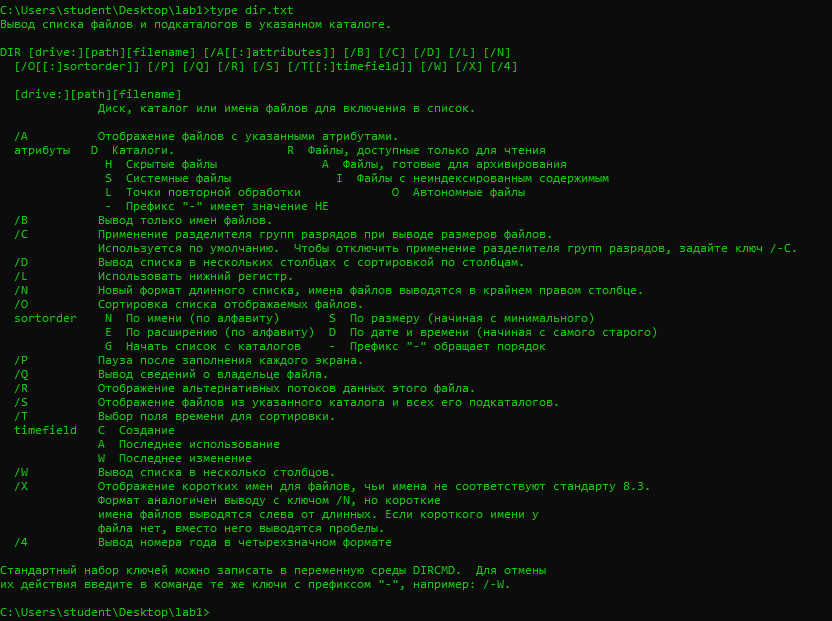 C:\Users\student\Desktop\lab1>type dir.txt
Вывод списка файлов и подкаталогов в указанном каталоге.

DIR [drive:][path][filename] [/A[[:]attributes]] [/B] [/C] [/D] [/L] [/N]
  [/O[[:]sortorder]] [/P] [/Q] [/R] [/S] [/T[[:]timefield]] [/W] [/X] [/4]

  [drive:][path][filename]
              Диск, каталог или имена файлов для включения в список.

  /A          Отображение файлов с указанными атрибутами.
  атрибуты   D  Каталоги.                R  Файлы, доступные только для чтения
               H  Скрытые файлы               A  Файлы, готовые для архивирования
               S  Системные файлы               I  Файлы с неиндексированным содержимым
               L  Точки повторной обработки             O  Автономные файлы
               -  Префикс "-" имеет значение НЕ
  /B          Вывод только имен файлов.
  /C          Применение разделителя групп разрядов при выводе размеров файлов.
              Используется по умолчанию.  Чтобы отключить применение разделителя групп разрядов, задайте ключ /-C.
  /D          Вывод списка в нескольких столбцах с сортировкой по столбцам.
  /L          Использовать нижний регистр.
  /N          Новый формат длинного списка, имена файлов выводятся в крайнем правом столбце.
  /O          Сортировка списка отображаемых файлов.
  sortorder    N  По имени (по алфавиту)       S  По размеру (начиная с минимального)
               E  По расширению (по алфавиту)  D  По дате и времени (начиная с самого старого)
               G  Начать список с каталогов    -  Префикс "-" обращает порядок
  /P          Пауза после заполнения каждого экрана.
  /Q          Вывод сведений о владельце файла.
  /R          Отображение альтернативных потоков данных этого файла.
  /S          Отображение файлов из указанного каталога и всех его подкаталогов.
  /T          Выбор поля времени для сортировки.
  timefield   C  Создание
              A  Последнее использование
              W  Последнее изменение
  /W          Вывод списка в несколько столбцов.
  /X          Отображение коротких имен для файлов, чьи имена не соответствуют стандарту 8.3.
              Формат аналогичен выводу с ключом /N, но короткие
              имена файлов выводятся слева от длинных. Если короткого имени у
              файла нет, вместо него выводятся пробелы.
  /4          Вывод номера года в четырехзначном формате

Стандартный набор ключей можно записать в переменную среды DIRCMD.  Для отмены
их действия введите в команде те же ключи с префиксом "-", например: /-W.

C:\Users\student\Desktop\lab1>